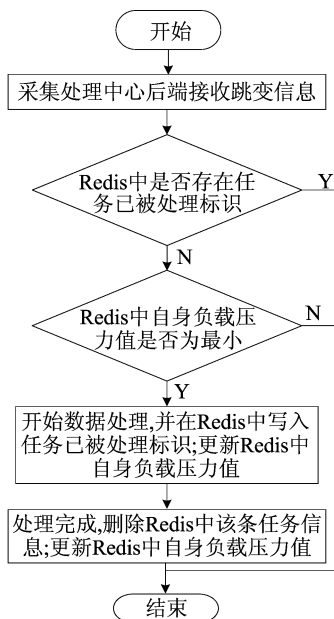 开始
采集处理中心后端接收跳变信息
Redis中是否存在任
务已被处理标识
Y
N
Redis中自身负载压
力值是否为最小
N
Y
开始数据处理,并在Redis中写入
任务已被处理标识;更新Redis中
自身负载压力值
处理完成,删除Redis中该条任务信
息;更新Redis中自身负载压力值
结束